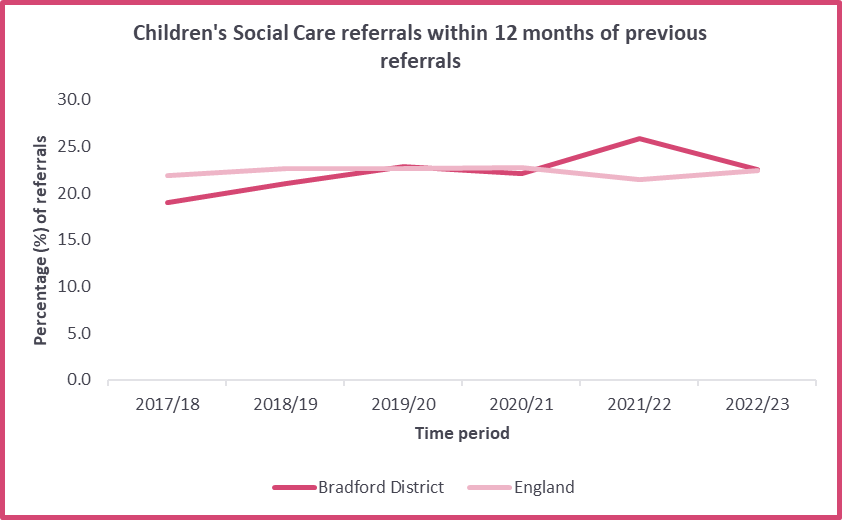 Children's Social Care referrals within 12 months of previous
referrals
Percentage (%) of referrals
30.0
25.0
20.0
15.0
10.0
5.0
0.0
2017/18 2018/19 2019/20 2020/21 2021/22 2022/23
Time period
Bradford District England